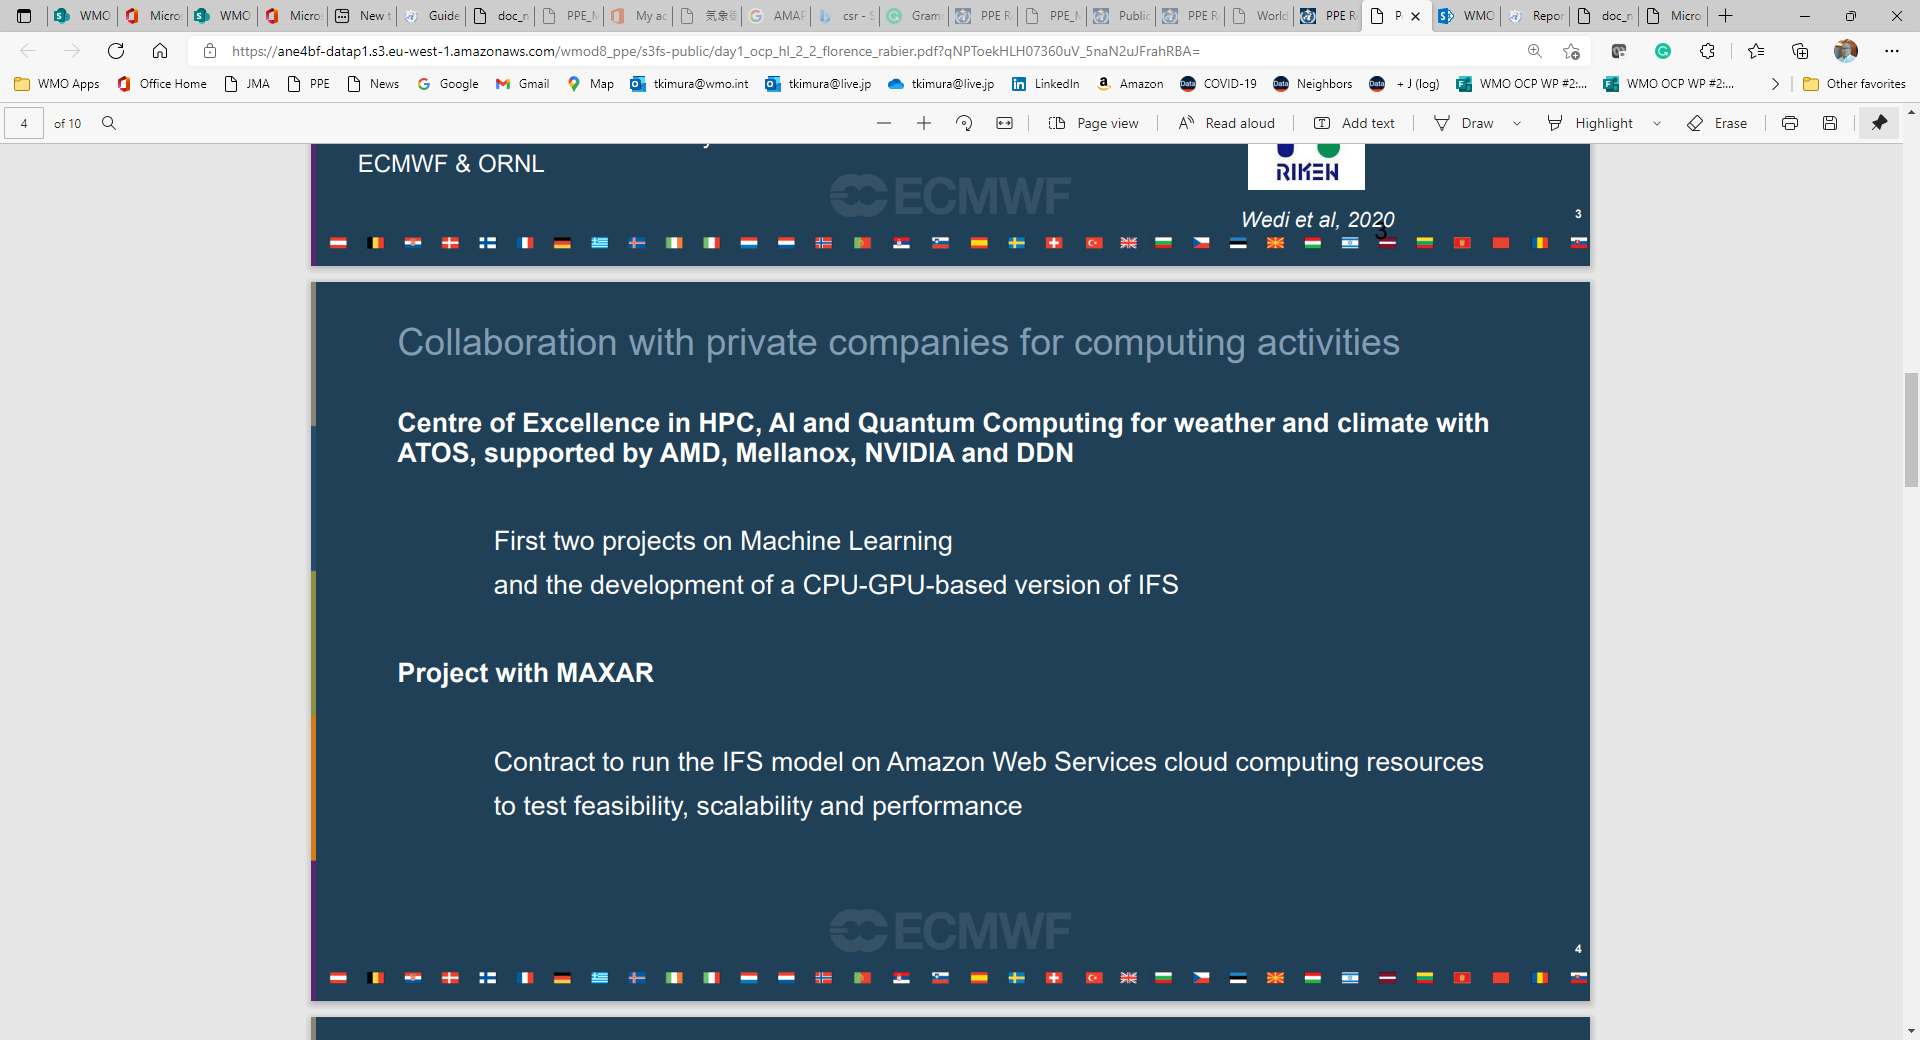 WMO
Micro
WMO
Micro
New t
Guide
doc_n
PPE_M
My ac
気象衛
AMAP
csr - S
Gram
PPE R
PPE_M
Public
PPE R
World
PPE R
P
WMO
Repor
doc_n
Micro
https://ane4bf-datap1.s3.eu-west-1.amazonaws.com/wmod8_ppe/s3fs-public/day1_ocp_hl_2_2_florence_rabier.pdf?qNPToekHLH07360uV_5naN2uJFrahRBA=
WMO Apps
Office Home
JMA
PPE
News
Google
Gmail
Map
tkimura@wmo.int
tkimura@live.jp
tkimura@live.jp
LinkedIn
Amazon
COVID-19
Neighbors
+ J (log)
WMO OCP WP #2:...
WMO OCP WP #2:...
Other favorites
4 of 10
Page view
Read aloud
Add text
Draw
Highlight
Erase
ECMWF & ORNL
RIKEN
ECMWF
Wedi et al, 2020
3
3
Collaboration with private companies for computing activities
Centre of Excellence in HPC, AI and Quantum Computing for weather and climate with
ATOS, supported by AMD, Mellanox, NVIDIA and DDN
First two projects on Machine Learning
and the development of a CPU-GPU-based version of IFS
Project with MAXAR
Contract to run the IFS model on Amazon Web Services cloud computing resources
to test feasibility, scalability and performance
ECMWF
4